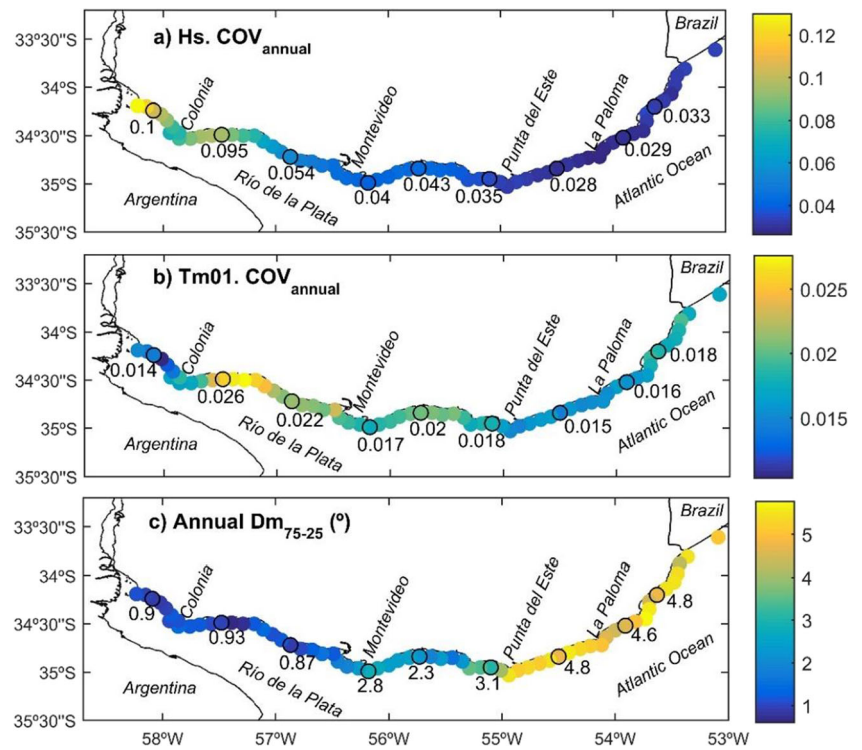 a) Hs. COVannual
Brazil
0.12
33°30"S
34°S
0.1
34°30"S
35°S
35°30"S
0.08
0.06
0.04
Colonia
Montevideo
Punta del Este
La Paloma
0.1
0.095
0.054
0.04
0.043
0.035
0.028
0.029
0.033
Argentina
Río de la Plata
Atlantic Ocean
b) Tm01. COVannual
Brazil
33°30"S
34°S
34°30"S
35°S
35°30"S
0.025
0.02
0.015
Colonia
Montevideo
Punta del Este
La Paloma
0.014
0.026
0.022
0.017
0.02
0.018
0.015
0.016
0.018
Argentina
Río de la Plata
Atlantic Ocean
c) Annual Dm75-25 (º)
Brazil
33°30"S
34°S
34°30"S
35°S
35°30"S
5
4
3
2
1
Colonia
Montevideo
Punta del Este
La Paloma
0.9
0.93
0.87
2.8
2.3
3.1
4.8
4.6
4.8
Argentina
Río de la Plata
Atlantic Ocean
58°W 57°W 56°W 55°W 54°W 53°W